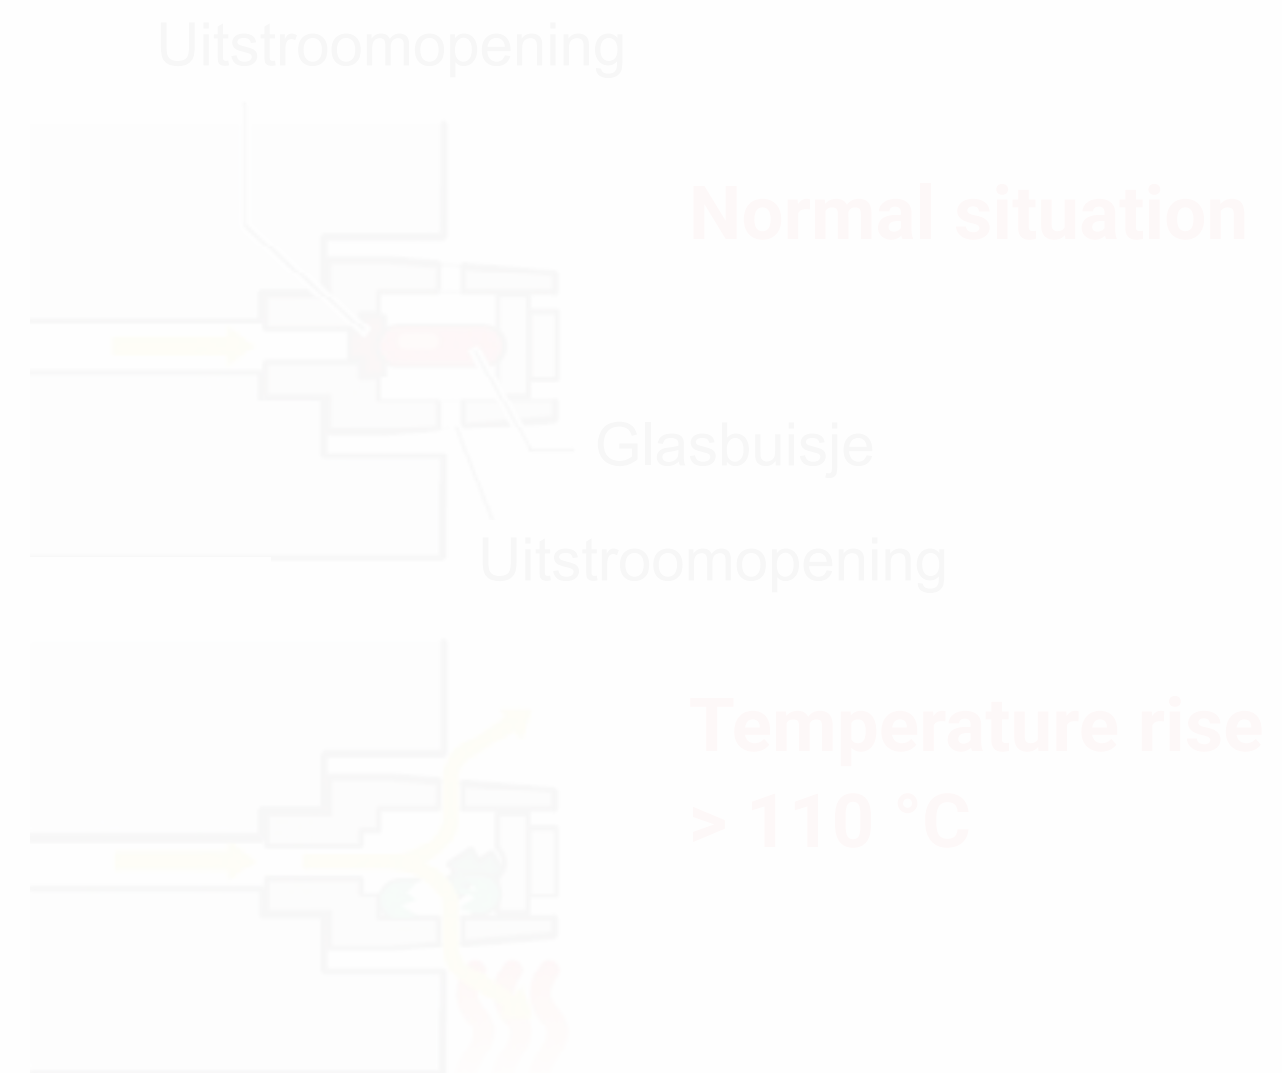 Uitstroomopening
Normal situation
Glasbuisje
Uitstroomopening
Temperature rise
> 110 °C